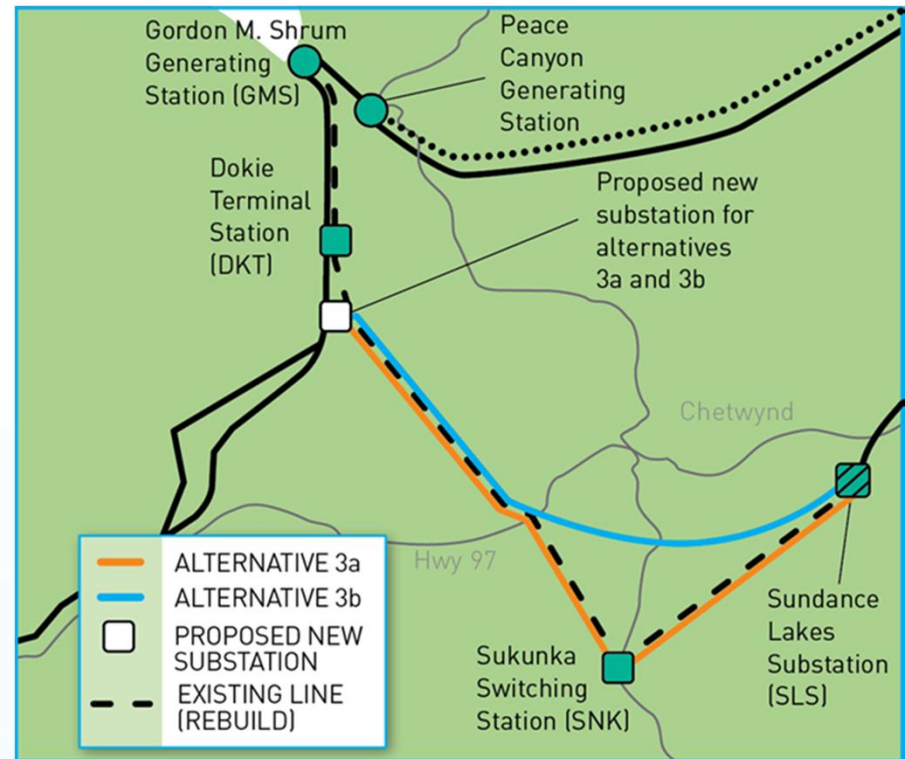 Gordon M. Shrum
Generating
Station (GMS)
Peace
Canyon
Generating
Station
Dokie
Terminal
Station
(DKT)
Proposed new
substation for
alternatives
3a and 3b
Chetwynd
Hwy 97
Sukunka
Switching
Station (SNK)
Sundance
Lakes
Substation
(SLS)
ALTERNATIVE 3a
ALTERNATIVE 3b
PROPOSED NEW
SUBSTATION
EXISTING LINE
(REBUILD)